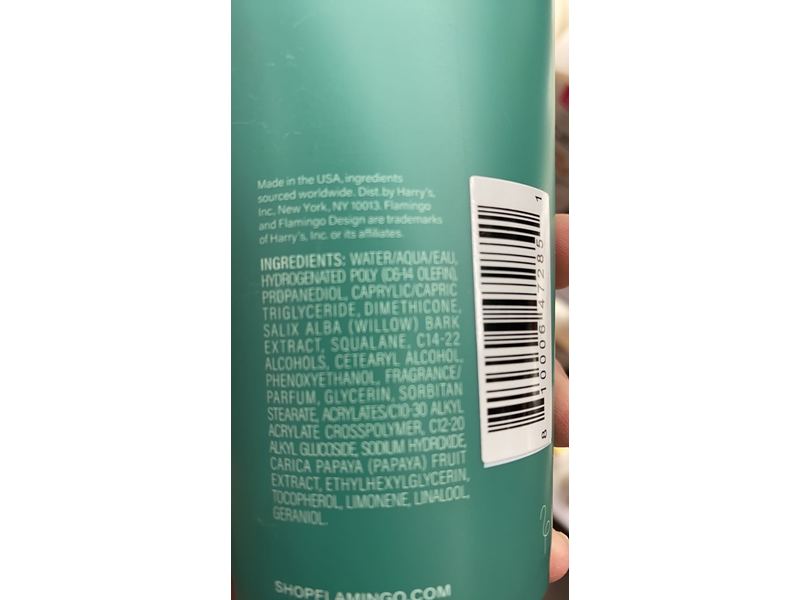 Made in the USA, ingredients
sourced worldwide. Dist. by Harry's,
Inc., New York, NY 10013. Flamingo
and Flamingo Design are trademarks
of Harry's, Inc. or its affiliates.
INGREDIENTS: WATER/AQUA/EAU,
HYDROGENATED POLY (C6-14 OLEFIN),
PROPANEDIOL, CAPRYLIC/CAPRIC
TRIGLYCERIDE, DIMETHICONE,
SALIX ALBA (WILLOW) BARK
EXTRACT, SQUALANE, C14-22
ALCOHOLS, CETEARYL ALCOHOL,
PHENOXYETHANOL, FRAGRANCE/
PARFUM, GLYCERIN, SORBITAN
STEARATE, ACRYLATES/C10-30 ALKYL
ACRYLATE CROSSPOLYMER, C12-20
ALKYL GLUCOSIDE, SODIUM HYDROXIDE,
CARICA PAPAYA (PAPAYA) FRUIT
EXTRACT, ETHYLHEXYLGLYCERIN,
TOCOPHEROL, LIMONENE, LINALOOL,
GERANIOL.
SHOPFLAMINGO.COM
8 10006 47285 1